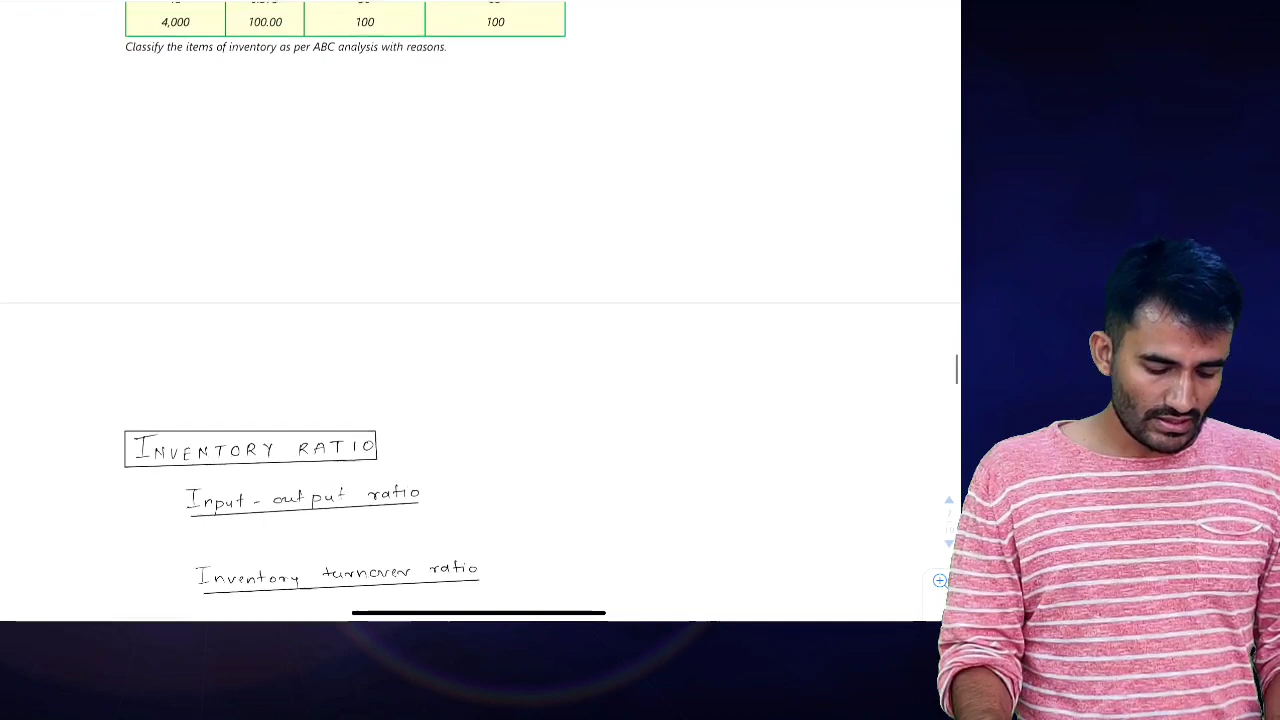 4,000 100.00 100 100
Classify the items of inventory as per ABC analysis with reasons.
INVENTORY RATIO
Input - output ratio
Inventory turnover ratio